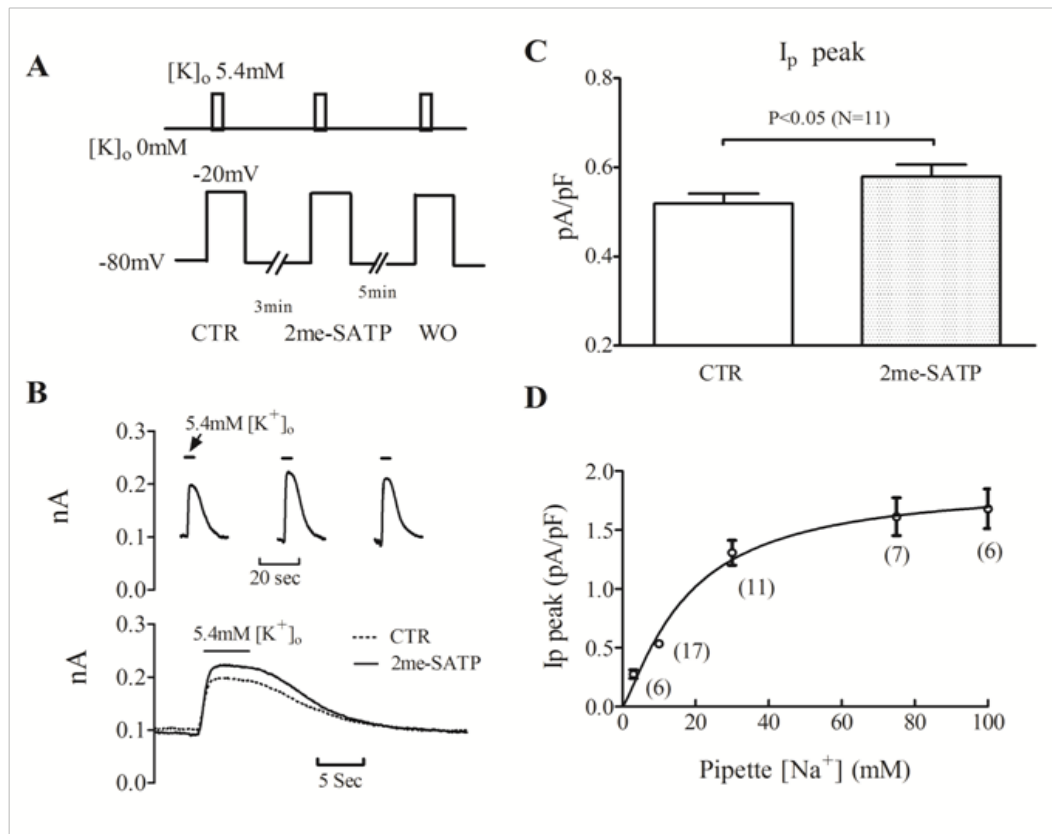 A
[K]o 5.4mM
[K]o 0mM
-20mV
-80mV
3min
5min
CTR
2me-SATP
WO
B
5.4mM [K+]o
nA
0.3
0.2
0.1
0.0
20 sec
nA
0.3
0.2
0.1
0.0
5.4mM [K+]o
CTR
2me-SATP
5 Sec
C
Ip peak
P<0.05 (N=11)
pA/pF
0.8
0.6
0.4
0.2
CTR
2me-SATP
D
Ip peak (pA/pF)
2.0
1.5
1.0
0.5
0.0
(6)
(17)
(11)
(7)
(6)
0 20 40 60 80 100
Pipette [Na+] (mM)